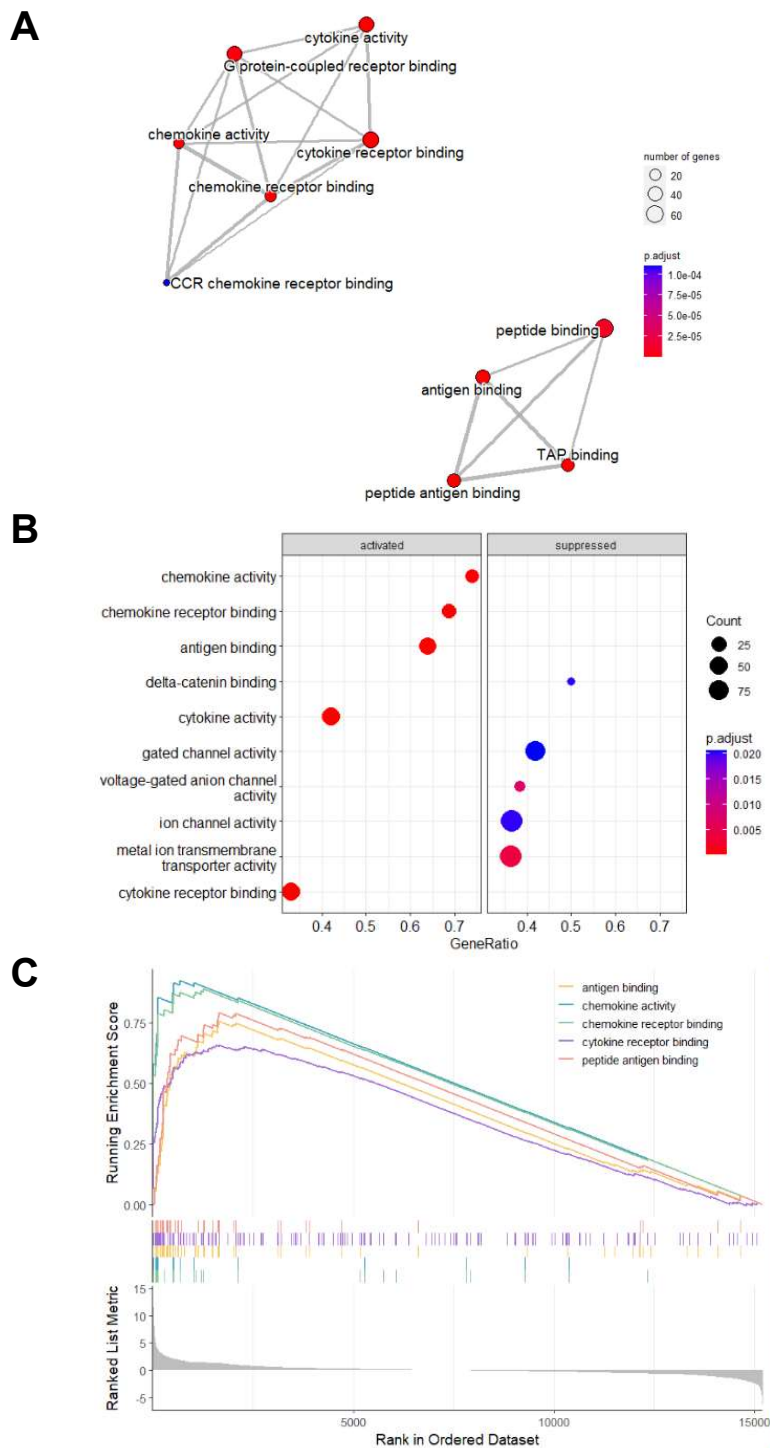 A
cytokine activity
G protein-coupled receptor binding
chemokine activity
cytokine receptor binding
chemokine receptor binding
CCR chemokine receptor binding
number of genes
20
40
60
p.adjust
1.0e-04
7.5e-05
5.0e-05
2.5e-05
peptide binding
antigen binding
TAP binding
peptide antigen binding
B
activated
suppressed
chemokine activity
chemokine receptor binding
antigen binding
delta-catenin binding
cytokine activity
gated channel activity
voltage-gated anion channel
activity
ion channel activity
metal ion transmembrane
transporter activity
cytokine receptor binding
0.4 0.5 0.6 0.7
0.4 0.5 0.6 0.7
GeneRatio
Count
25
50
75
p.adjust
0.020
0.015
0.010
0.005
C
Running Enrichment Score
0.75
0.50
0.25
0.00
antigen binding
chemokine activity
chemokine receptor binding
cytokine receptor binding
peptide antigen binding
Ranked List Metric
15
10
5
0
-5
5000 10000 15000
Rank in Ordered Dataset